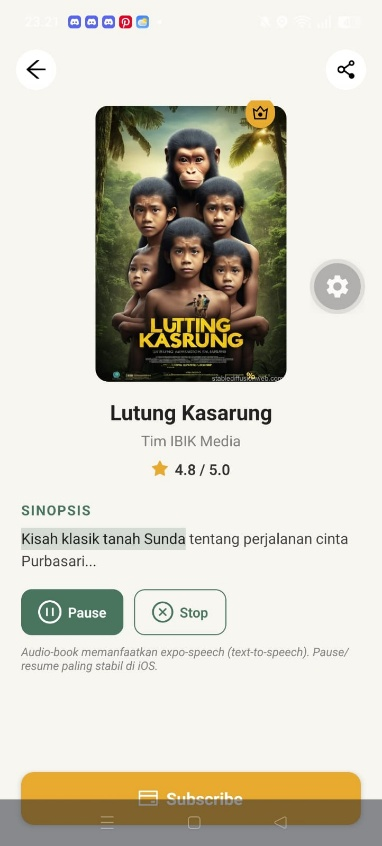 23:21
LUTTING
KASRUNG
stablediffusionweb.com
Lutung Kasarung
Tim IBIK Media
4.8 / 5.0
SINOPSIS
Kisah klasik tanah Sunda tentang perjalanan cinta
Purbasari...
Pause
Stop
Audio-book memanfaatkan expo-speech (text-to-speech). Pause/
resume paling stabil di iOS.
Subscribe